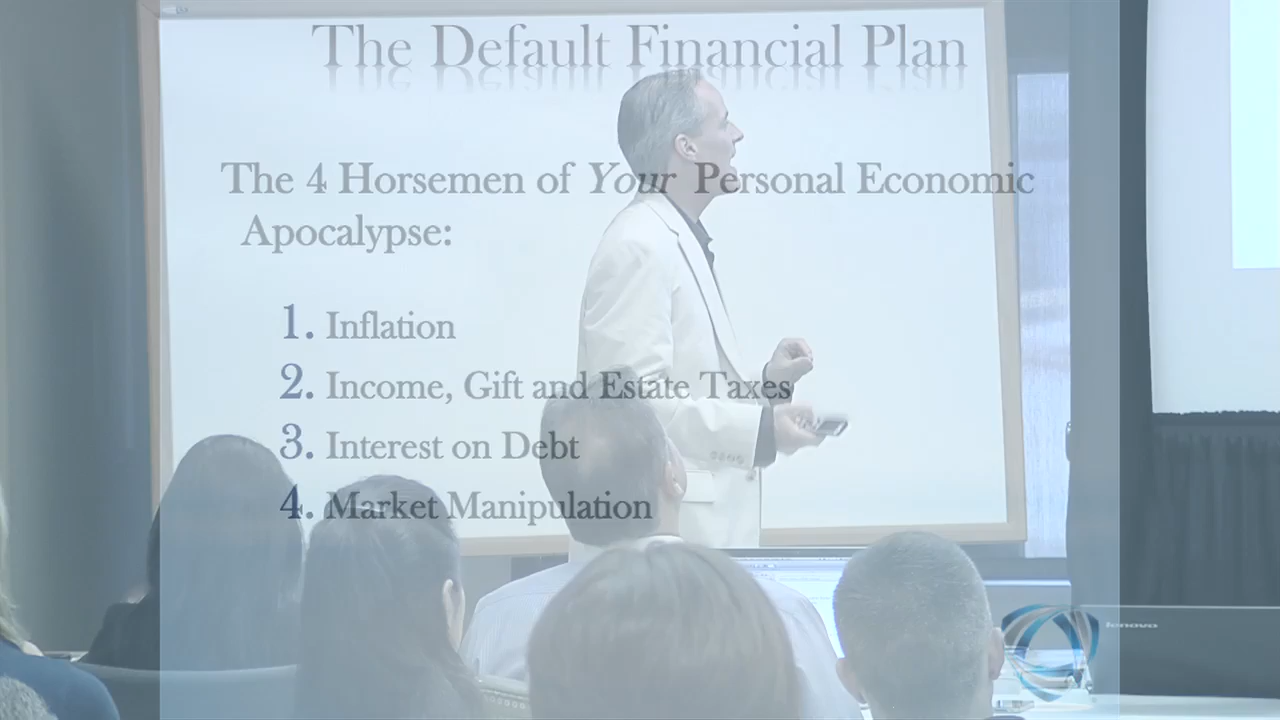 The Default Financial Plan
The 4 Horsemen of Your Personal Economic
Apocalypse:
1. Inflation
2. Income, Gift and Estate Taxes
3. Interest on Debt
4. Market Manipulation
lenovo